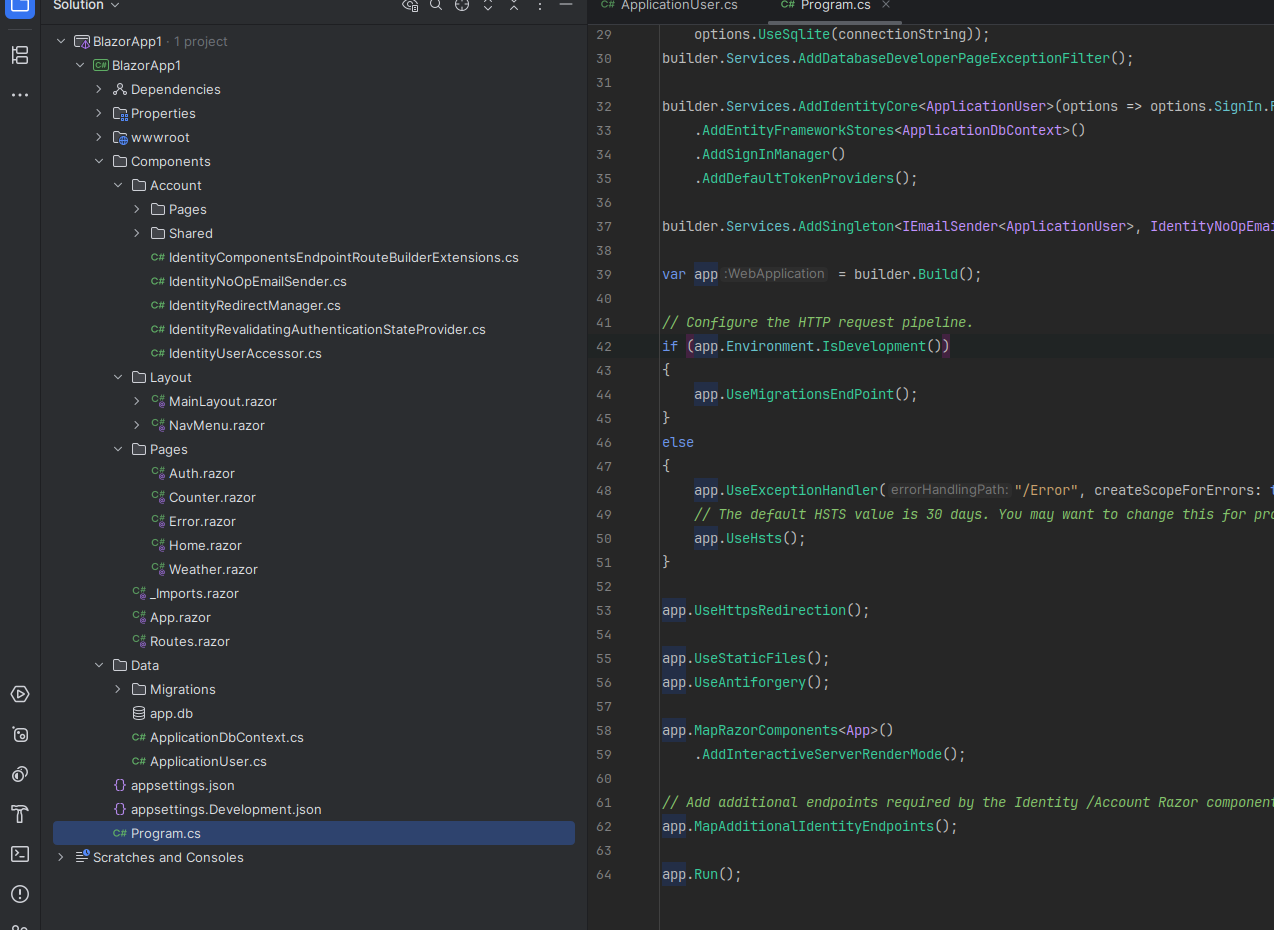 Solution
BlazorApp1 · 1 project
BlazorApp1
Dependencies
Properties
wwwroot
Components
Account
Pages
Shared
IdentityComponentsEndpointRouteBuilderExtensions.cs
IdentityNoOpEmailSender.cs
IdentityRedirectManager.cs
IdentityRevalidatingAuthenticationStateProvider.cs
IdentityUserAccessor.cs
Layout
MainLayout.razor
NavMenu.razor
Pages
Auth.razor
Counter.razor
Error.razor
Home.razor
Weather.razor
_Imports.razor
App.razor
Routes.razor
Data
Migrations
app.db
ApplicationDbContext.cs
ApplicationUser.cs
appsettings.json
appsettings.Development.json
Program.cs
Scratches and Consoles
C# ApplicationUser.cs C# Program.cs
29 options.UseSqlite(connectionString));
30 builder.Services.AddDatabaseDeveloperPageExceptionFilter();
31
32 builder.Services.AddIdentityCore<ApplicationUser>(options => options.SignIn.
33 .AddEntityFrameworkStores<ApplicationDbContext>()
34 .AddSignInManager()
35 .AddDefaultTokenProviders();
36
37 builder.Services.AddSingleton<IEmailSender<ApplicationUser>, IdentityNoOpEmai
38
39 var app :WebApplication = builder.Build();
40
41 // Configure the HTTP request pipeline.
42 if (app.Environment.IsDevelopment())
43 {
44 app.UseMigrationsEndPoint();
45 }
46 else
47 {
48 app.UseExceptionHandler( errorHandlingPath: "/Error", createScopeForErrors:
49 // The default HSTS value is 30 days. You may want to change this for pro
50 app.UseHsts();
51 }
52
53 app.UseHttpsRedirection();
54
55 app.UseStaticFiles();
56 app.UseAntiforgery();
57
58 app.MapRazorComponents<App>()
59 .AddInteractiveServerRenderMode();
60
61 // Add additional endpoints required by the Identity /Account Razor component
62 app.MapAdditionalIdentityEndpoints();
63
64 app.Run();